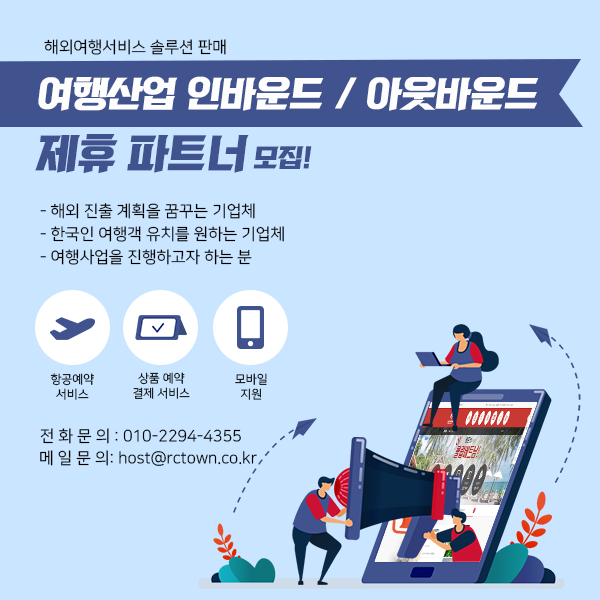 해외여행서비스 솔루션 판매
여행산업 인바운드 / 아웃바운드
제휴 파트너 모집!
- 해외 진출 계획을 꿈꾸는 기업체
- 한국인 여행객 유치를 원하는 기업체
- 여행사업을 진행하고자 하는 분
항공예약
서비스
상품 예약
결제 서비스
모바일
지원
전 화 문 의 : 010-2294-4355
메 일 문 의: host@rctown.co.kr